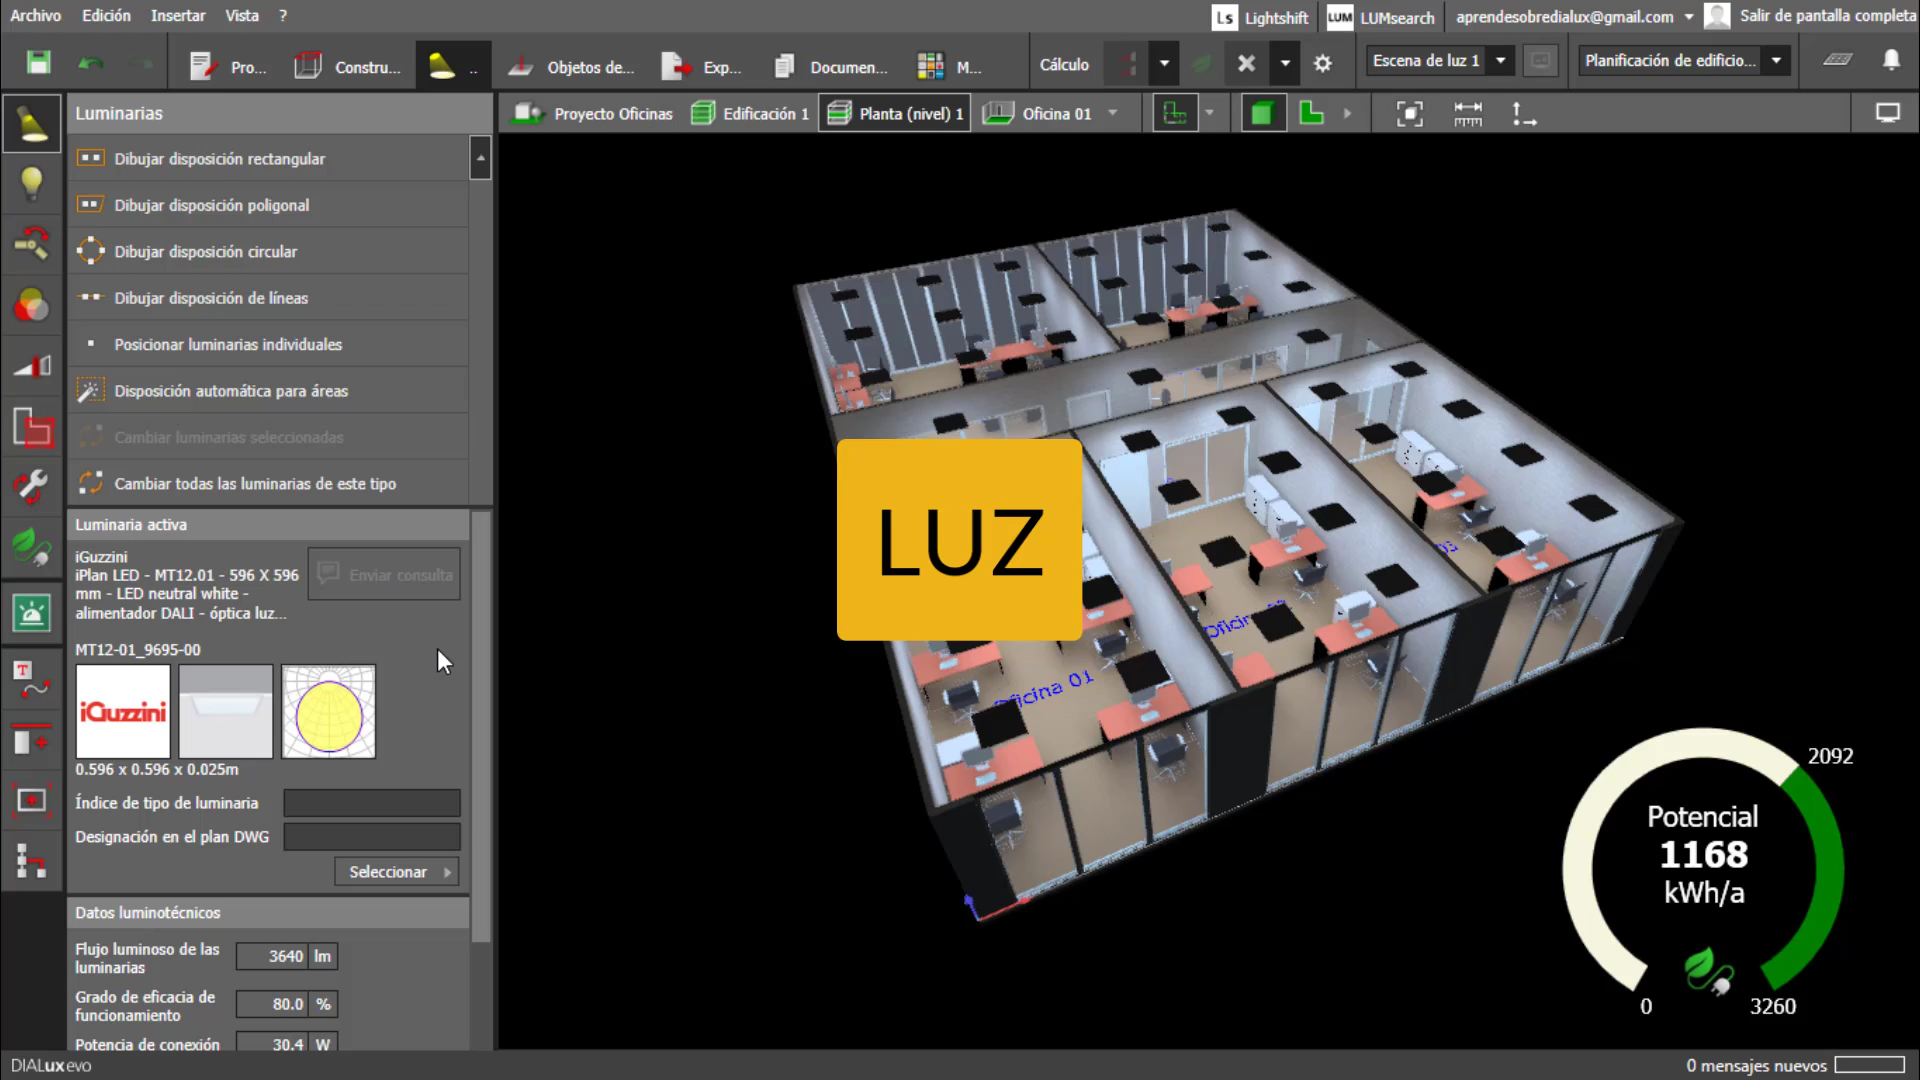 Archivo Edición Insertar Vista ?
Ls Lightshift LUM LUMsearch aprendesobredialux@gmail.com Salir de pantalla completa
Pro... Constru... .. Objetos de... Exp... Documen... M... Cálculo Escena de luz 1 Planificación de edificio...
Luminarias
Proyecto Oficinas Edificación 1 Planta (nivel) 1 Oficina 01
Dibujar disposición rectangular
Dibujar disposición poligonal
Dibujar disposición circular
Dibujar disposición de líneas
Posicionar luminarias individuales
Disposición automática para áreas
Cambiar luminarias seleccionadas
Cambiar todas las luminarias de este tipo
Luminaria activa
iGuzzini
iPlan LED - MT12.01 - 596 X 596
mm - LED neutral white -
alimentador DALI - óptica luz...
Enviar consulta
MT12-01_9695-00
iGuzzini
0.596 x 0.596 x 0.025m
Índice de tipo de luminaria
Designación en el plan DWG
Seleccionar
Datos luminotécnicos
Flujo luminoso de las
luminarias
3640 lm
Grado de eficacia de
funcionamiento
80.0 %
Potencia de conexión 30.4 W
LUZ
Oficina 01
2092
Potencial
1168
kWh/a
0 3260
DIALux evo
0 mensajes nuevos